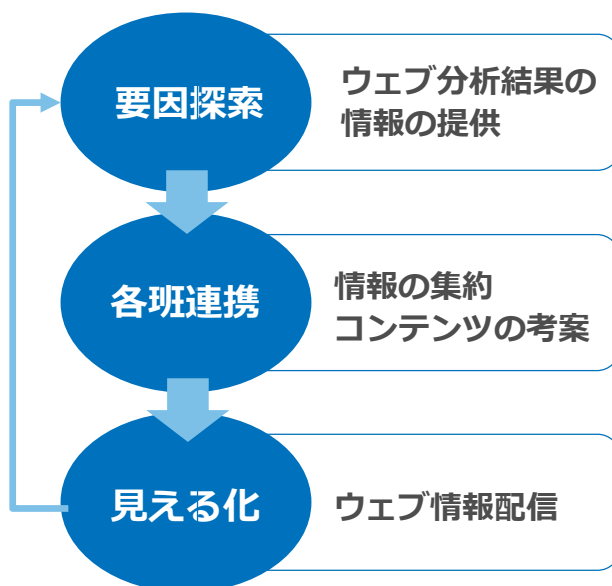 要因探索
ウェブ分析結果の
情報の提供
各班連携
情報の集約
コンテンツの考案
見える化
ウェブ情報配信